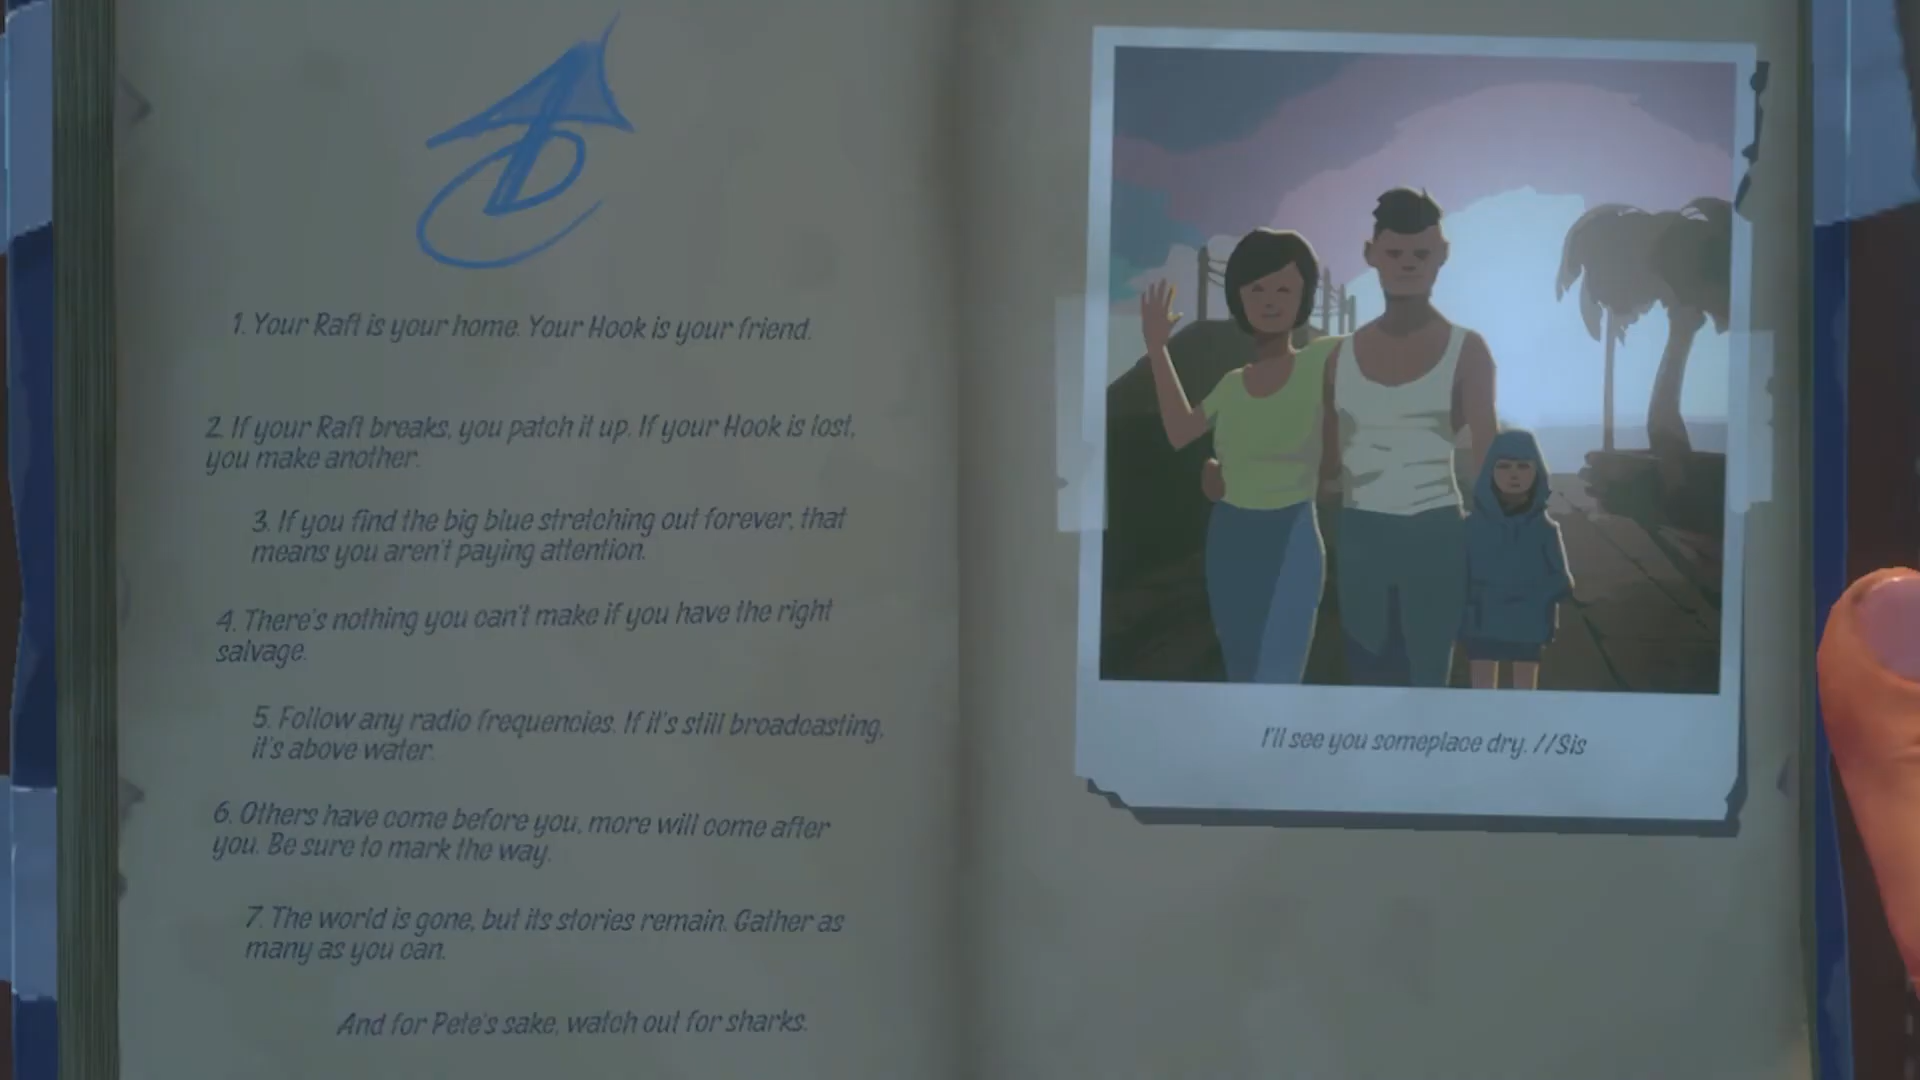 1. Your Raft is your home. Your Hook is your friend.
2. If your Raft breaks, you patch it up. If your Hook is lost,
you make another.
3. If you find the big blue stretching out forever, that
means you aren't paying attention.
4. There's nothing you can't make if you have the right
salvage.
5. Follow any radio frequencies. If it's still broadcasting,
it's above water.
6. Others have come before you, more will come after
you. Be sure to mark the way.
7. The world is gone, but its stories remain. Gather as
many as you can.
And for Pete's sake, watch out for sharks.
I'll see you someplace dry. //Sis